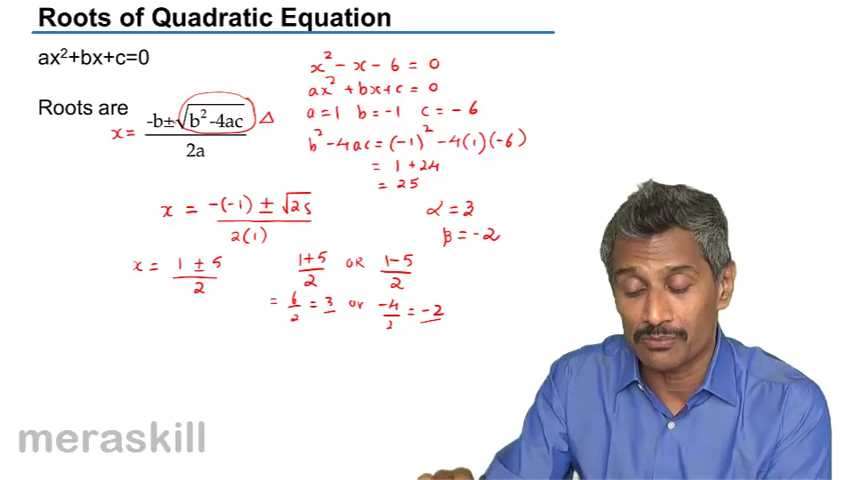 Roots of Quadratic Equation
ax²+bx+c=0
Roots are
x = (-b±√(b²-4ac))/2a Δ
x² - x - 6 = 0
ax² + bx + c = 0
a = 1 b = -1 c = -6
b² - 4ac = (-1)² - 4(1)(-6)
= 1 + 24
= 25
x = (-(-1) ± √25)/2(1)
α = 3
β = -2
x = (1 ± 5)/2 (1+5)/2 OR (1-5)/2
= 6/2 = 3 or -4/2 = -2
meraskill